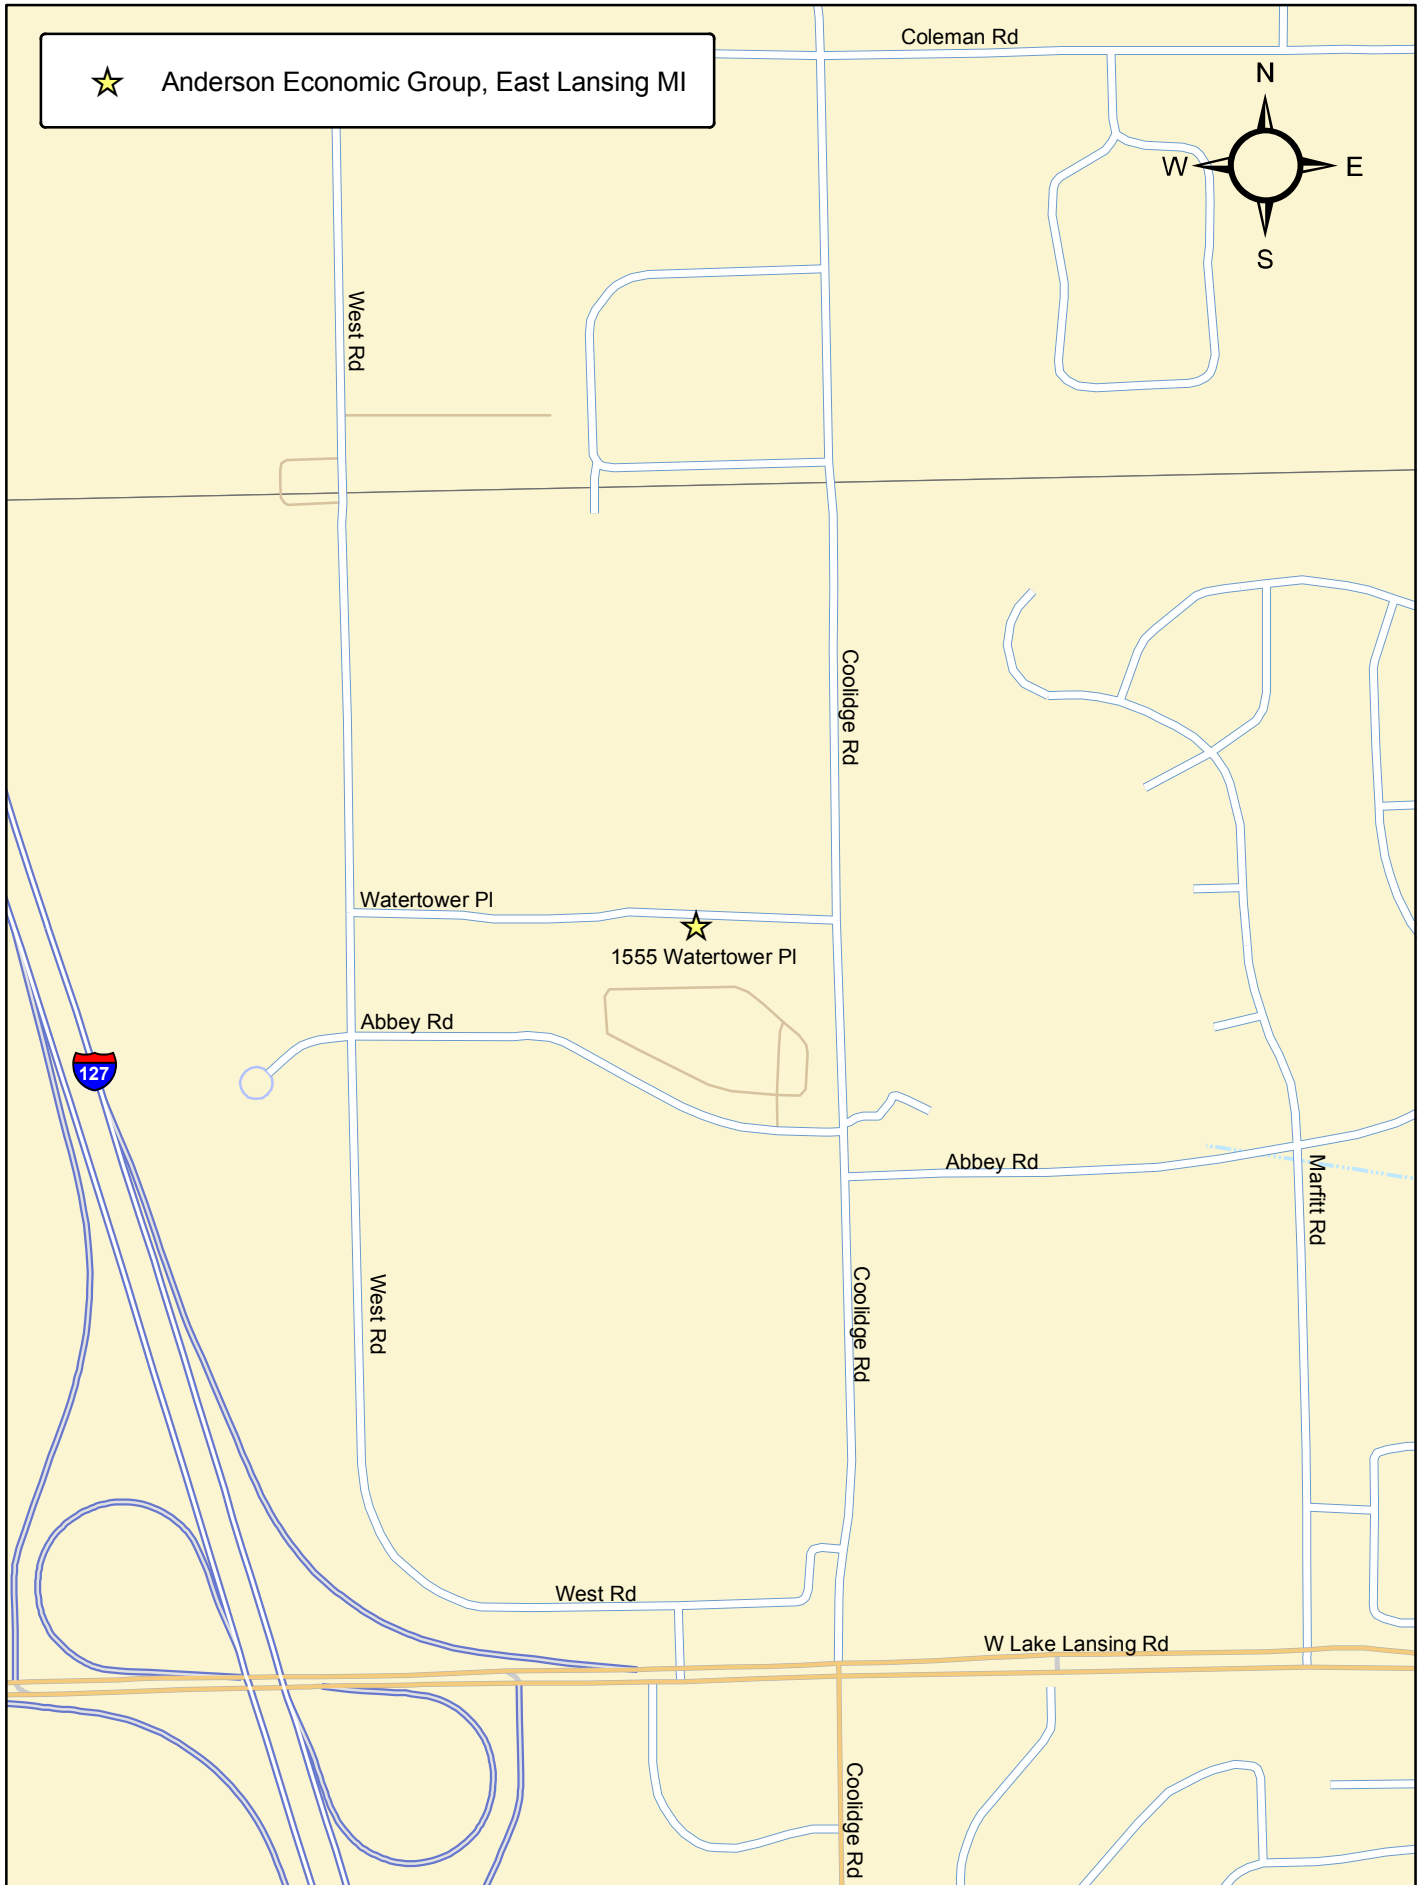 Coleman Rd
Anderson Economic Group, East Lansing MI
N
W
E
S
West Rd
Coolidge Rd
Watertower Pl
1555 Watertower Pl
Abbey Rd
127
Abbey Rd
Marfitt Rd
West Rd
Coolidge Rd
West Rd
W Lake Lansing Rd
Coolidge Rd